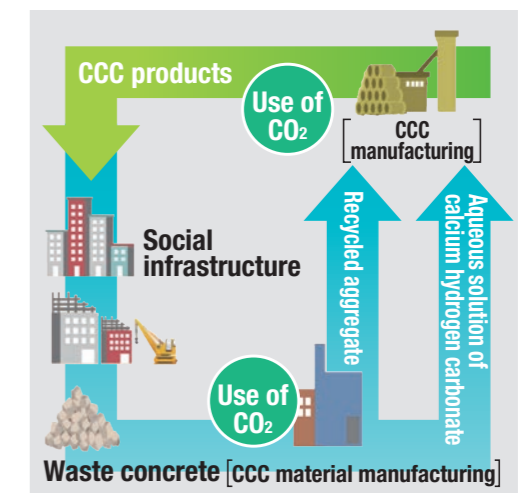 CCC products
Use of
CO₂
[CCC
manufacturing]
Social
infrastructure
Recycled aggregate
Aqueous solution of
calcium hydrogen carbonate
Use of
CO₂
Waste concrete [CCC material manufacturing]